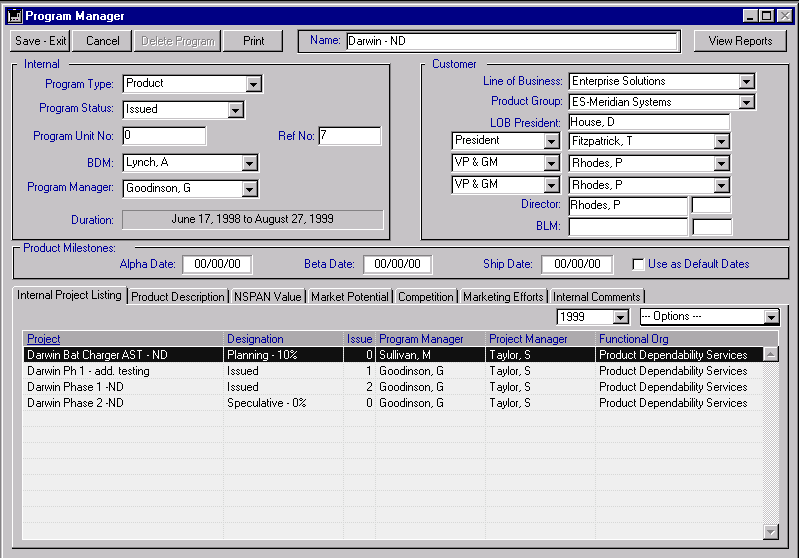 Program Manager
Save - Exit Cancel Delete Program Print Name: Darwin - ND View Reports
Internal Customer
Program Type: Product Line of Business: Enterprise Solutions
Program Status: Issued Product Group: ES-Meridian Systems
LOB President: House, D
Program Unit No: 0 Ref No: 7 President Fitzpatrick, T
BDM: Lynch, A VP & GM Rhodes, P
Program Manager: Goodinson, G VP & GM Rhodes, P
Director: Rhodes, P
Duration: June 17, 1998 to August 27, 1999 BLM:
Product Milestones:
Alpha Date: 00/00/00 Beta Date: 00/00/00 Ship Date: 00/00/00 Use as Default Dates
Internal Project Listing Product Description NSPAN Value Market Potential Competition Marketing Efforts Internal Comments
1999 --- Options ---
Project Designation Issue Program Manager Project Manager Functional Org
Darwin Bat Charger AST - ND Planning - 10% 0 Sullivan, M Taylor, S Product Dependability Services
Darwin Ph 1 - add. testing Issued 1 Goodinson, G Taylor, S Product Dependability Services
Darwin Phase 1 -ND Issued 2 Goodinson, G Taylor, S Product Dependability Services
Darwin Phase 2 -ND Speculative - 0% 0 Goodinson, G Taylor, S Product Dependability Services